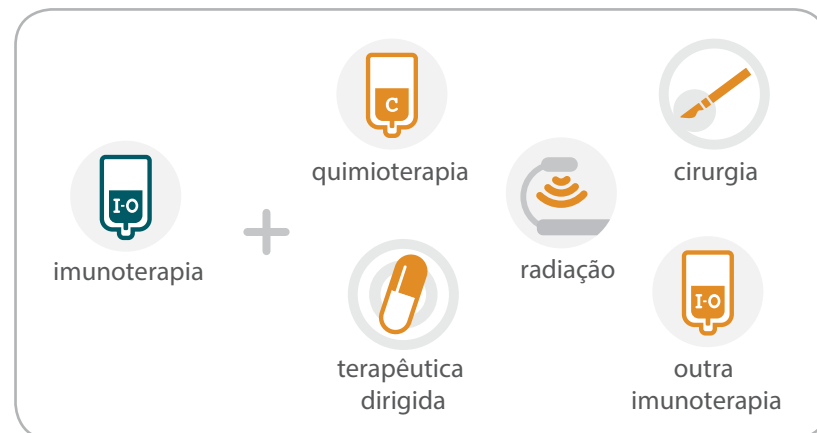 I-O
imunoterapia
+
C
quimioterapia
terapêutica
dirigida
radiação
cirurgia
I-O
outra
imunoterapia